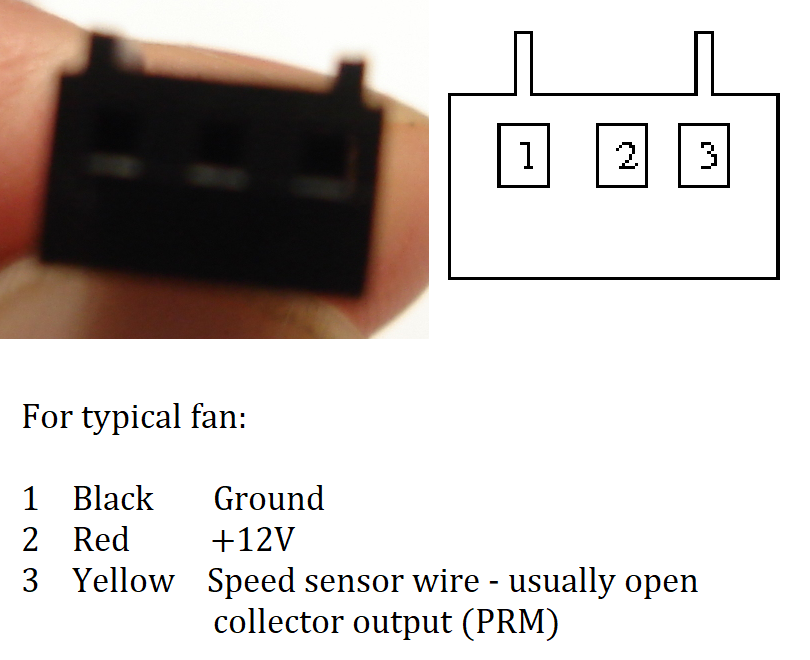 1 2 3
For typical fan:
1 Black Ground
2 Red +12V
3 Yellow Speed sensor wire - usually open
collector output (PRM)